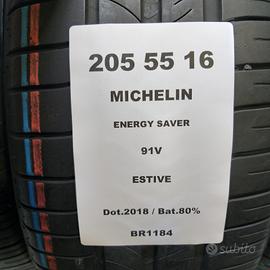 205 55 16
MICHELIN
ENERGY SAVER
91V
ESTIVE
Dot.2018 / Bat.80%
BR1184
subito